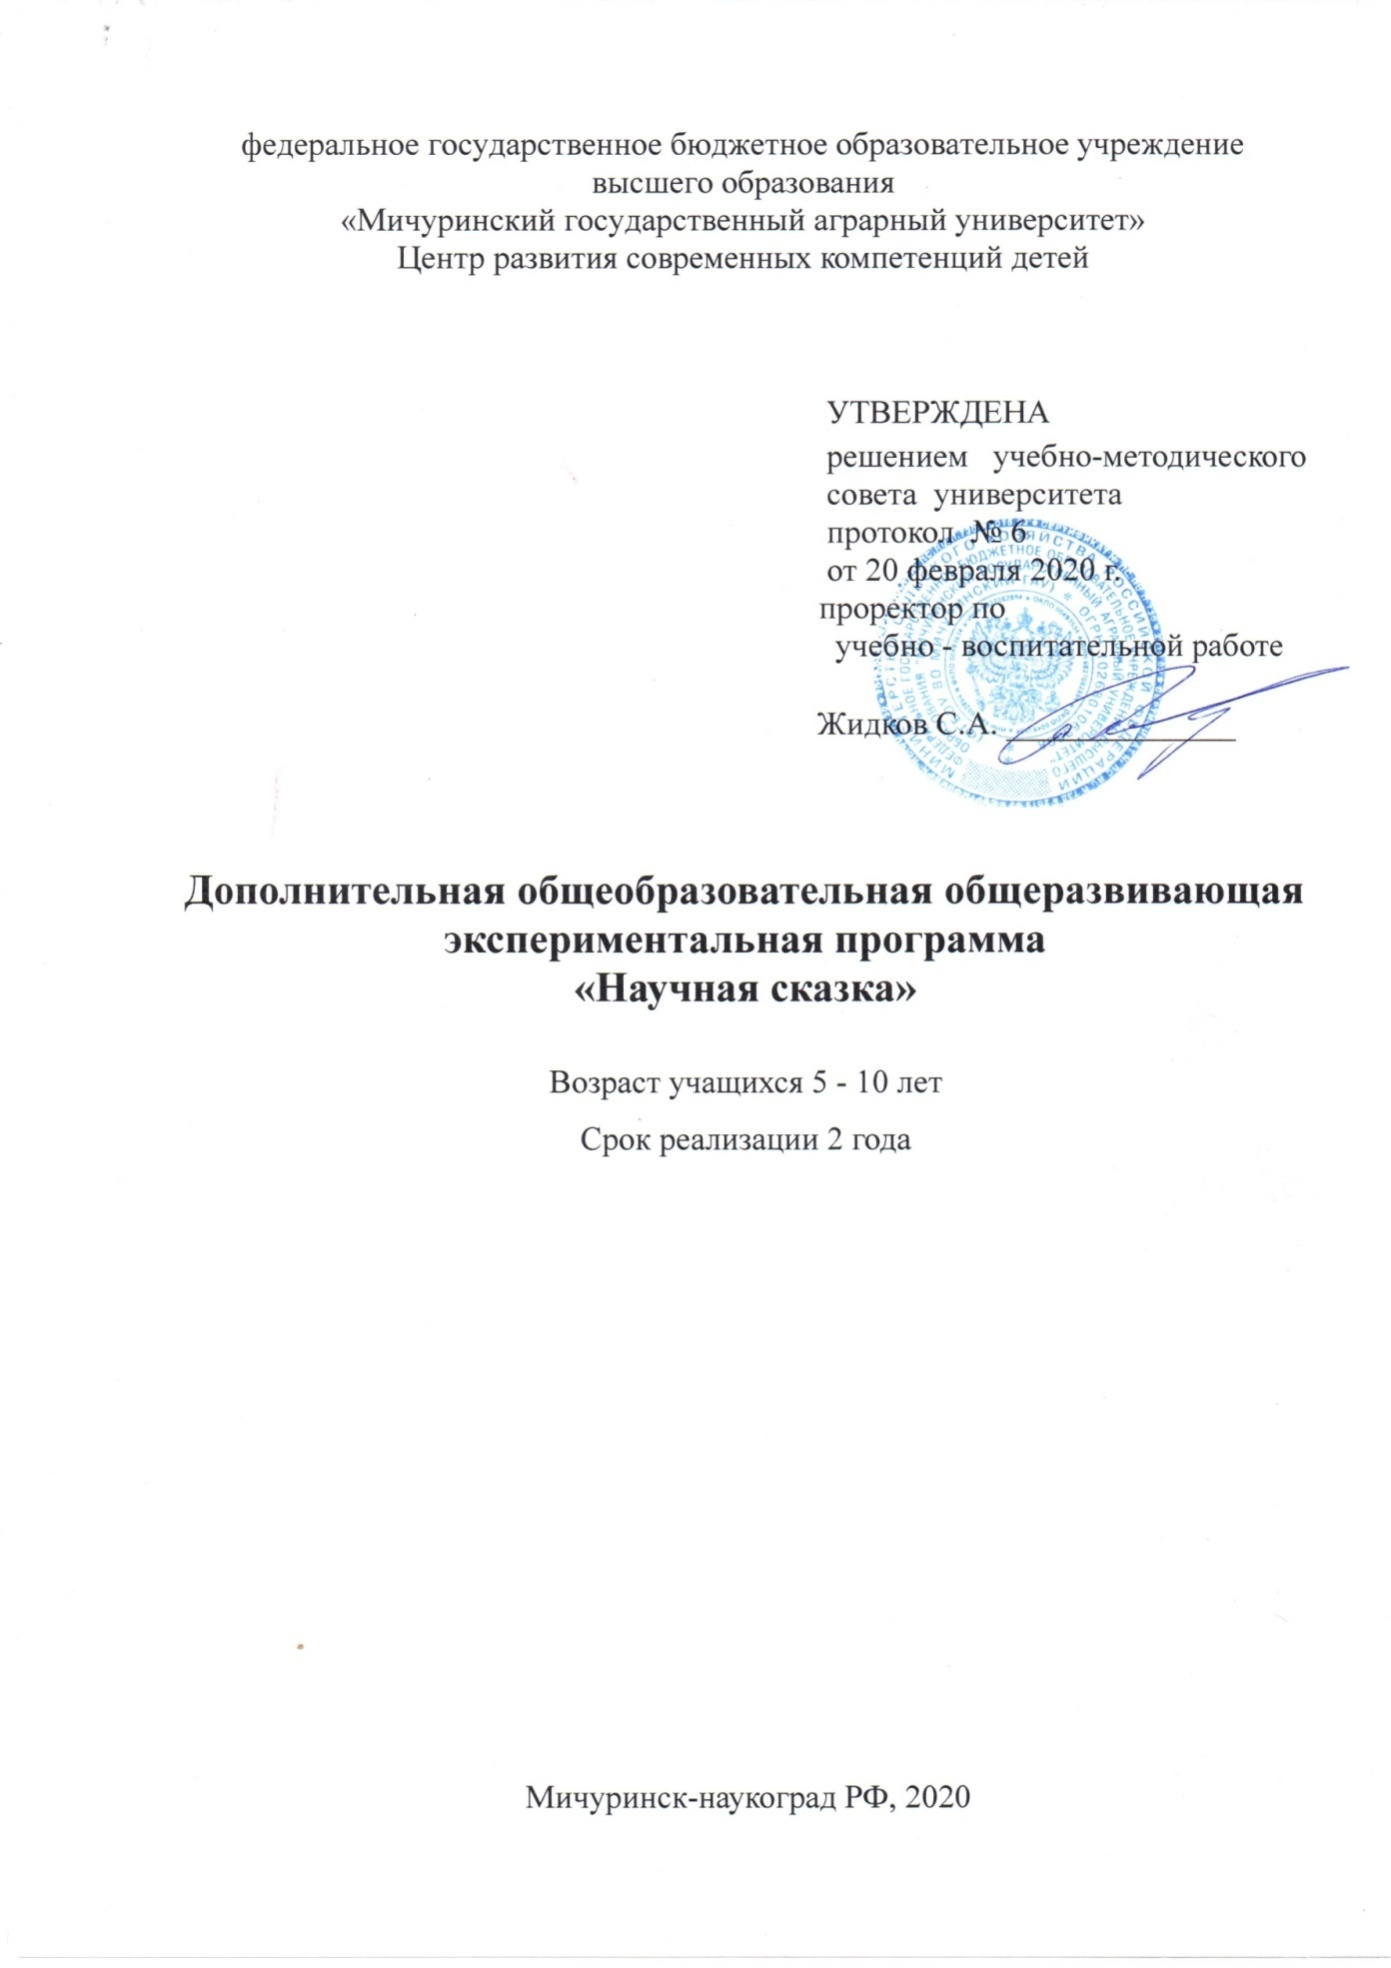 федеральное государственное бюджетное образовательное учреждение
высшего образования
«Мичуринский государственный аграрный университет»
Центр развития современных компетенций детей
УТВЕРЖДЕНА
решением учебно-методического
совета университета
протокол № 6
от 20 февраля 2020 г.
проректор по
учебно - воспитательной работе
Жидков С.А.
Дополнительная общеобразовательная общеразвивающая
экспериментальная программа
«Научная сказка»
Возраст учащихся 5 - 10 лет
Срок реализации 2 года
Мичуринск-наукоград РФ, 2020